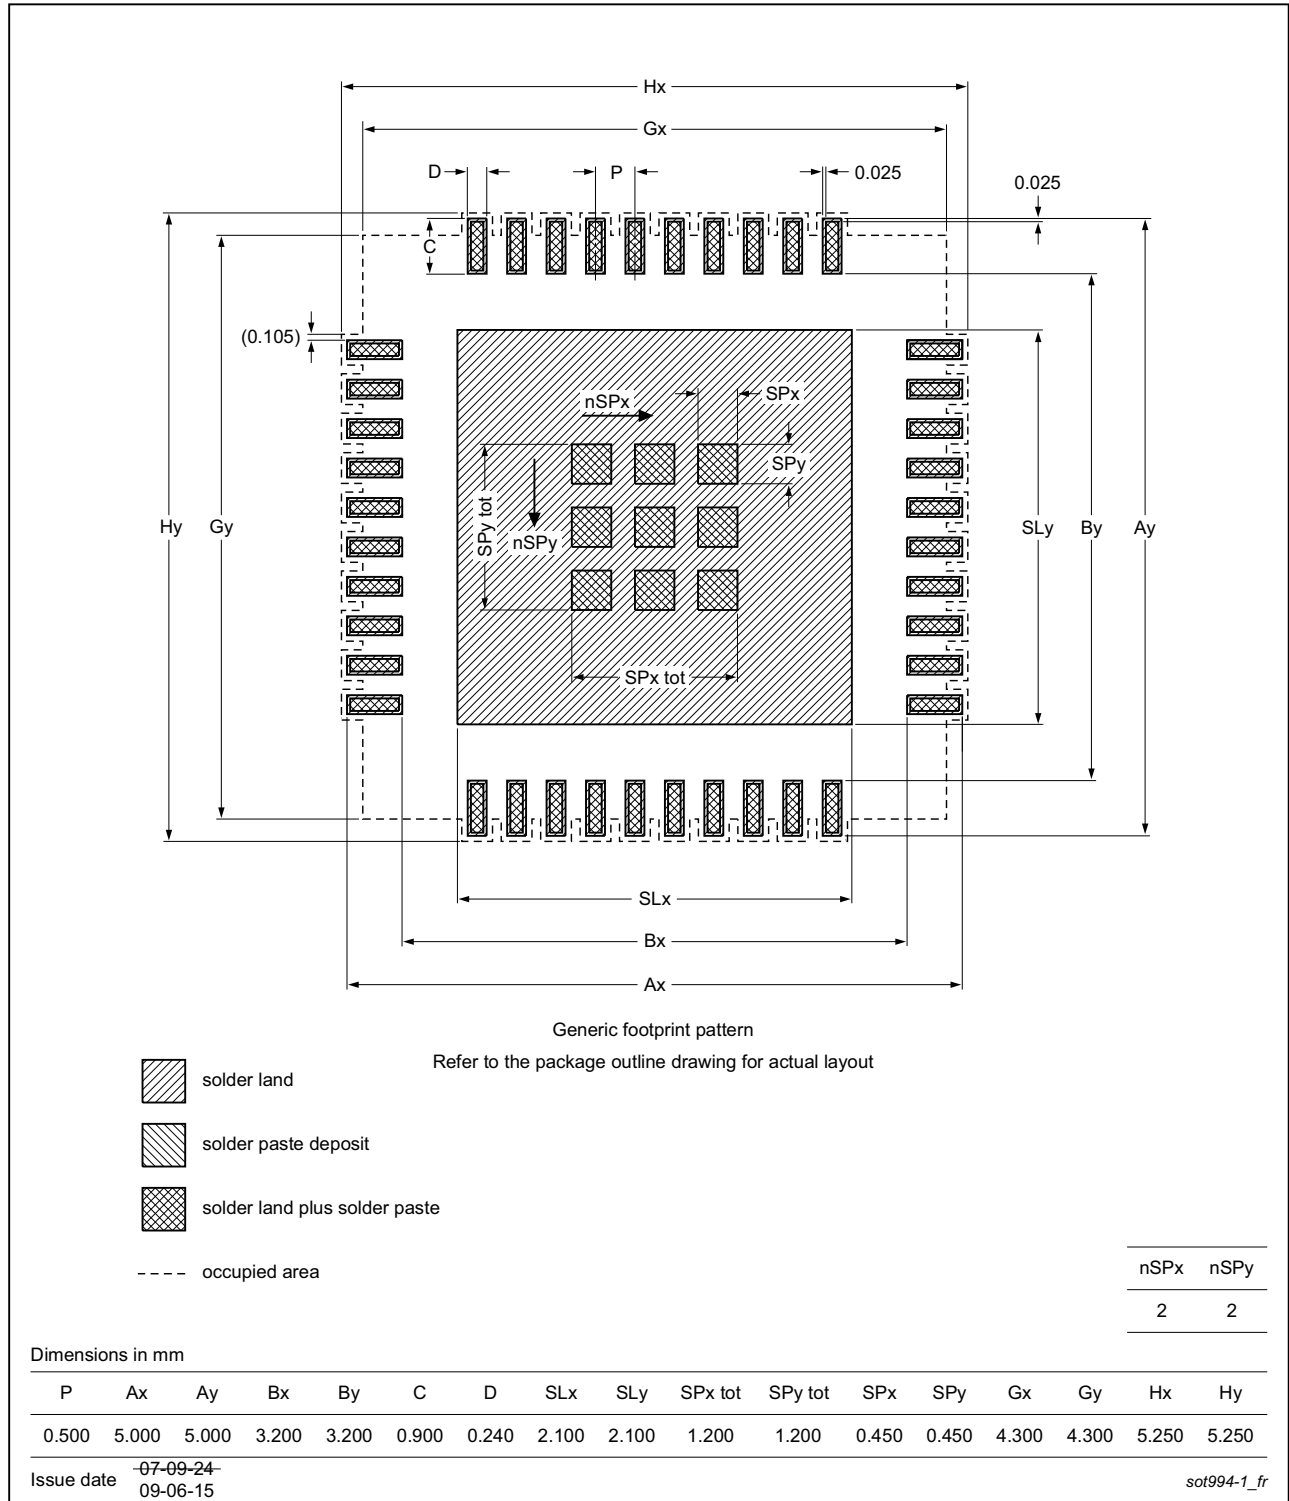 Hx
Gx
D
P
0.025
0.025
C
(0.105)
nSPx
SPx
SPy
SPy tot
nSPy
Hy
Gy
SLy
By
Ay
SPx tot
SLx
Bx
Ax
Generic footprint pattern
Refer to the package outline drawing for actual layout
solder land
solder paste deposit
solder land plus solder paste
occupied area
nSPx nSPy
2 2
Dimensions in mm
P Ax Ay Bx By C D SLx SLy SPx tot SPy tot SPx SPy Gx Gy Hx Hy
0.500 5.000 5.000 3.200 3.200 0.900 0.240 2.100 2.100 1.200 1.200 0.450 0.450 4.300 4.300 5.250 5.250
Issue date 07-09-24
09-06-15
sot994-1_fr